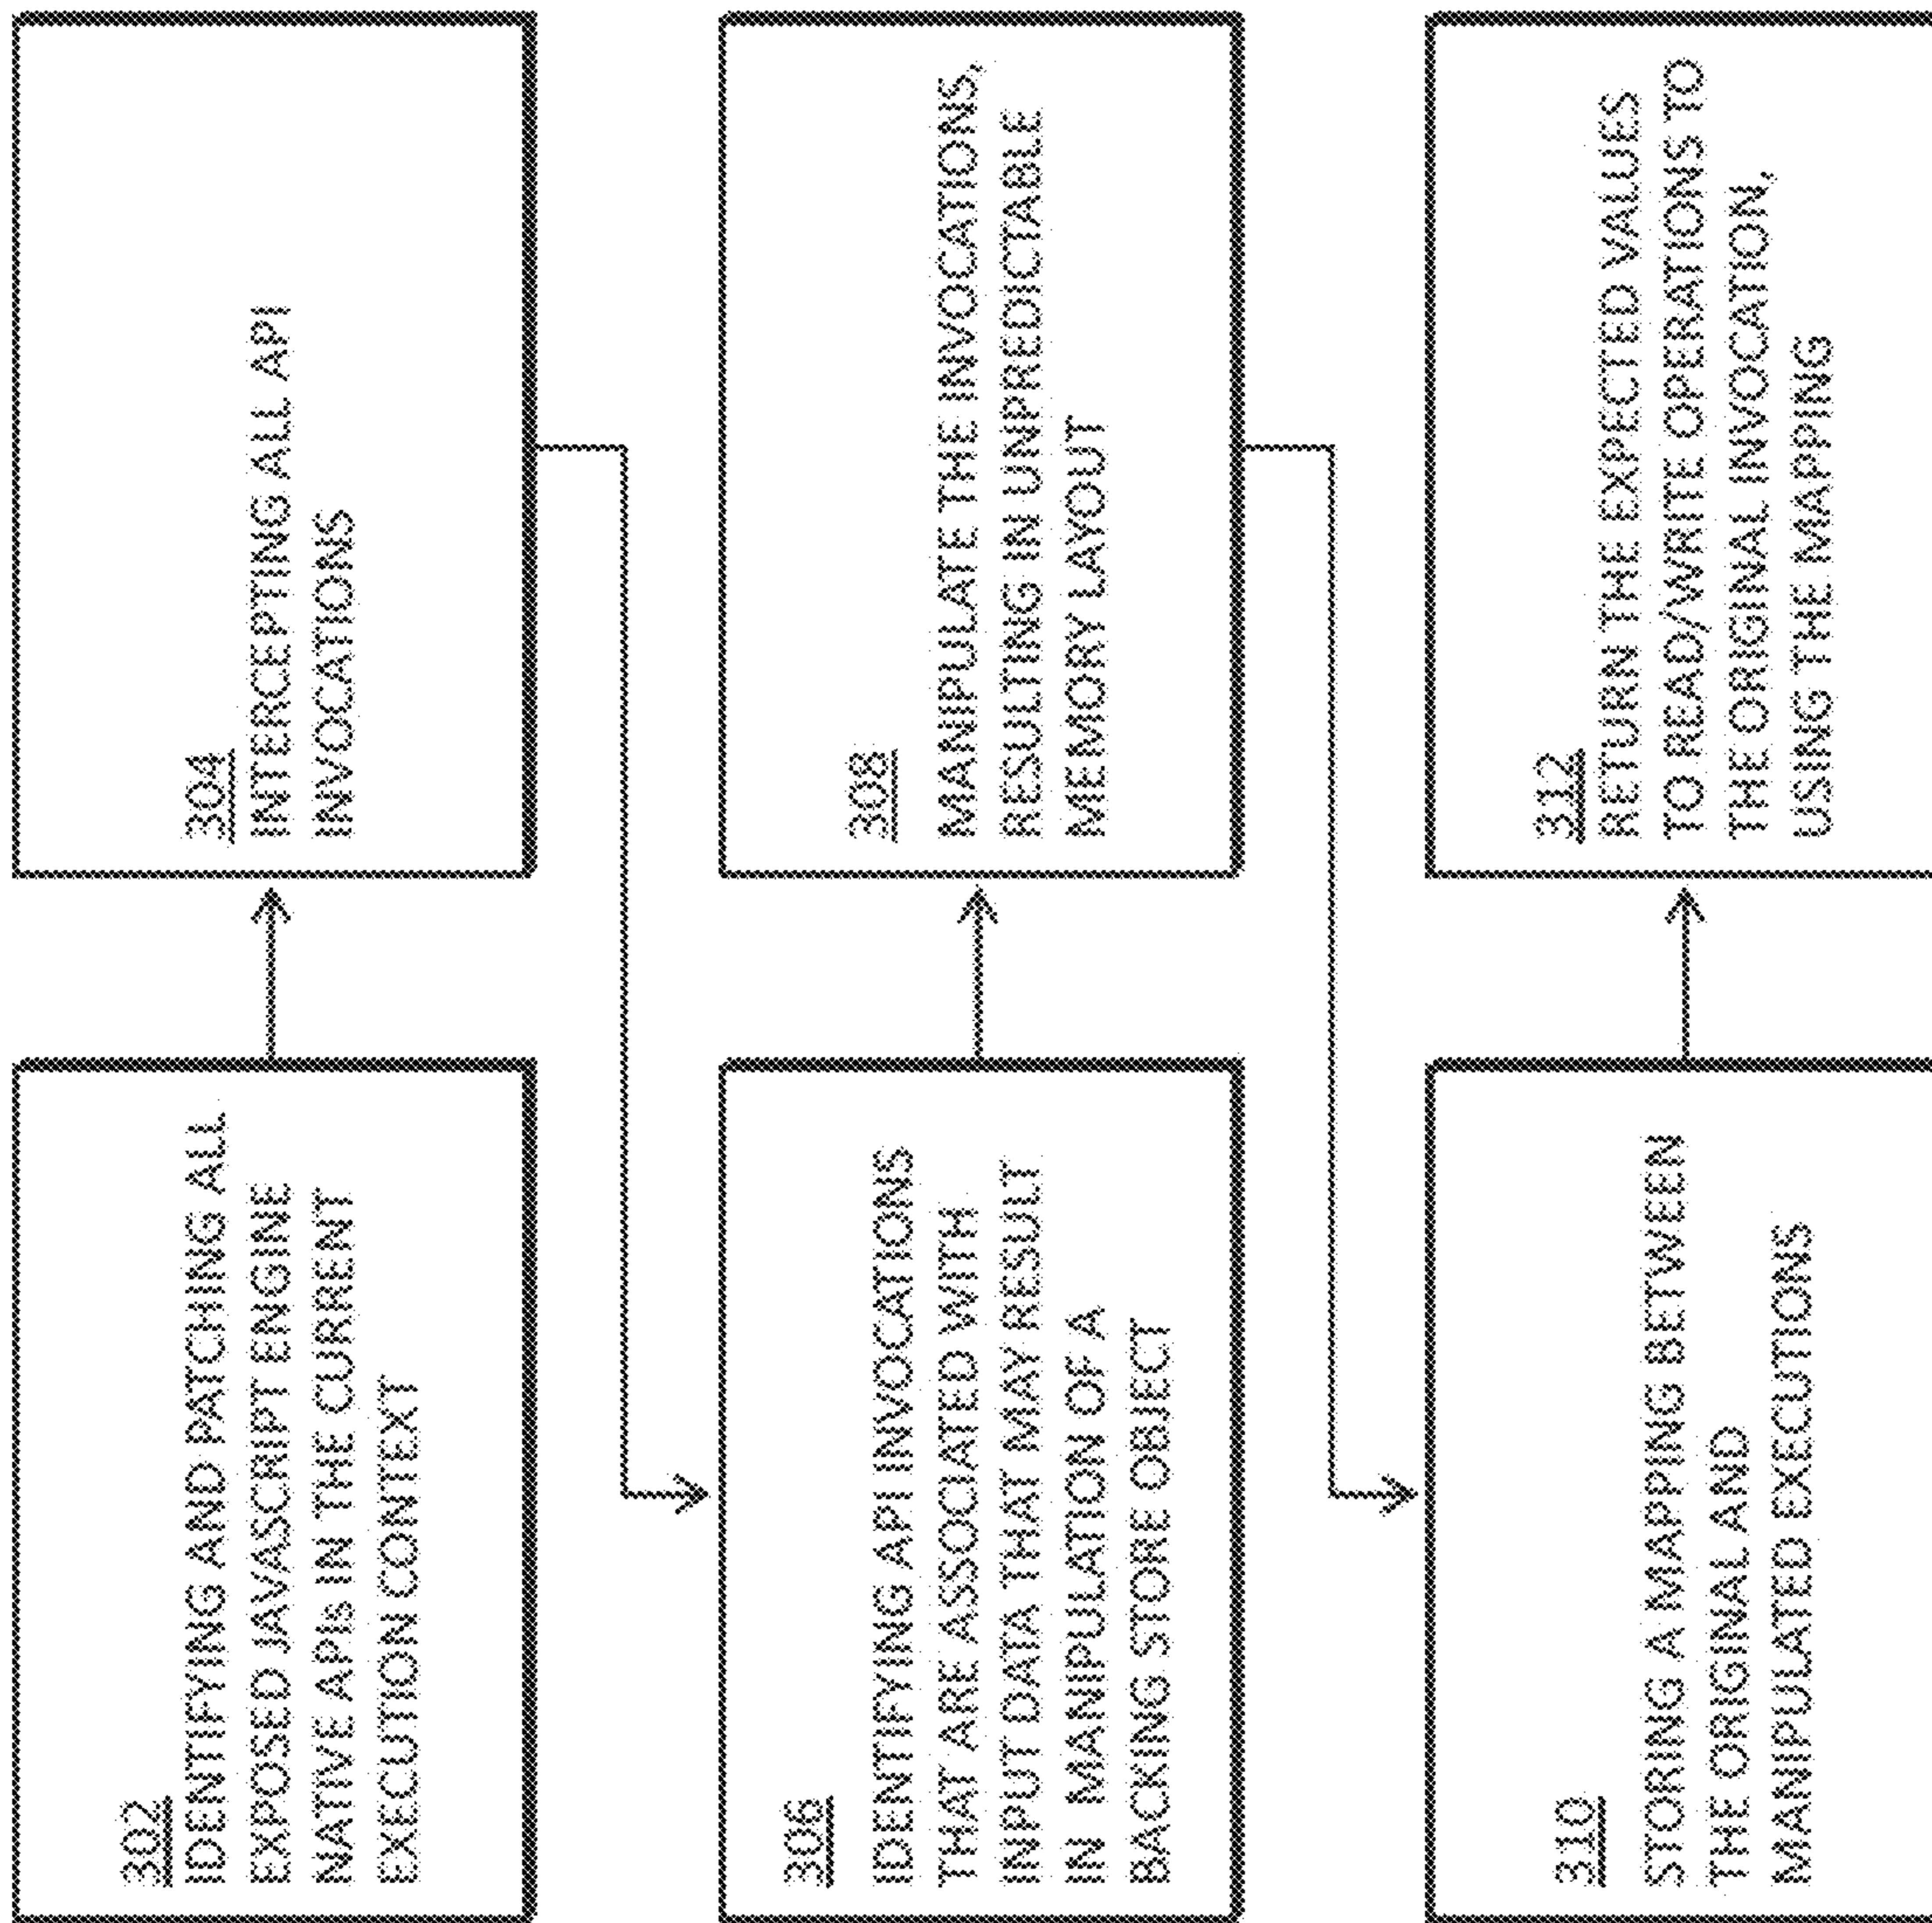 302
IDENTIFYING AND PATCHING ALL
EXPOSED JAVASCRIPT ENGINE
NATIVE APIs IN THE CURRENT
EXECUTION CONTEXT
304
INTERCEPTING ALL API
INVOCATIONS
306
IDENTIFYING API INVOCATIONS
THAT ARE ASSOCIATED WITH
INPUT DATA THAT MAY RESULT
IN MANIPULATION OF A
BACKING STORE OBJECT
308
MANIPULATE THE INVOCATIONS,
RESULTING IN UNPREDICTABLE
MEMORY LAYOUT
310
STORING A MAPPING BETWEEN
THE ORIGINAL AND
MANIPULATED EXECUTIONS
312
RETURN THE EXPECTED VALUES
TO READ/WRITE OPERATIONS TO
THE ORIGINAL INVOCATION,
USING THE MAPPING